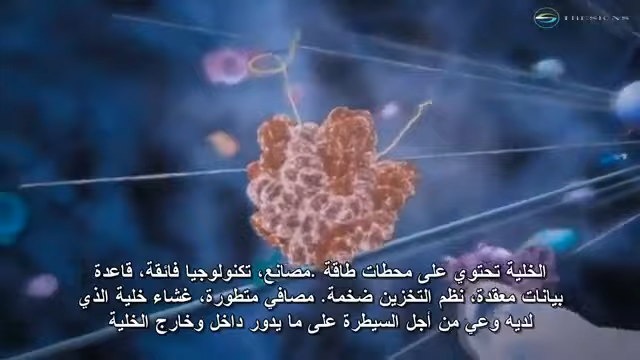 THESIGNS
الخلية تحتوي على محطات طاقة .مصانع، تكنولوجيا فائقة، قاعدة
بيانات معقدة، نظم التخزين ضخمة. مصافي متطورة، غشاء خلية الذي
لديه وعي من أجل السيطرة على ما يدور داخل وخارج الخلية